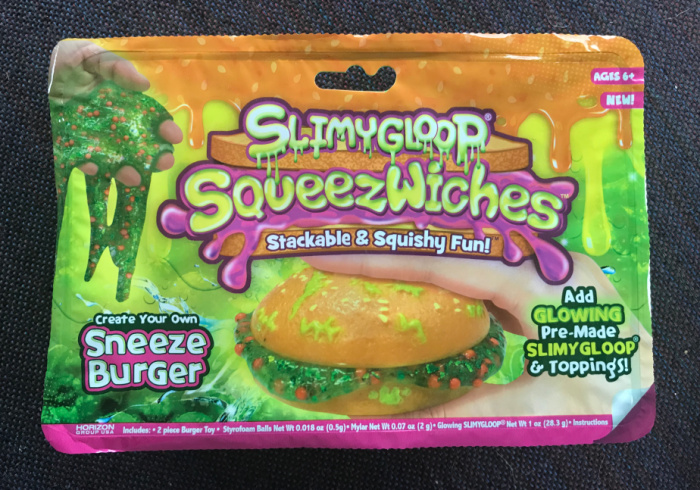 AGES 6+
NEW!
SLIMYGLOOP®
SQUEEZWICHES™
Stackable & Squishy Fun!™
Create Your Own
Sneeze
Burger
Add
GLOWING
Pre-Made
SLIMYGLOOP®
& Toppings!
HORIZON
GROUP USA
Includes: • 2 piece Burger Toy • Styrofoam Balls Net Wt 0.018 oz (0.5g) • Mylar Net Wt 0.07 oz (2 g) • Glowing SLIMYGLOOP® Net Wt 1 oz (28.3 g) • Instructions